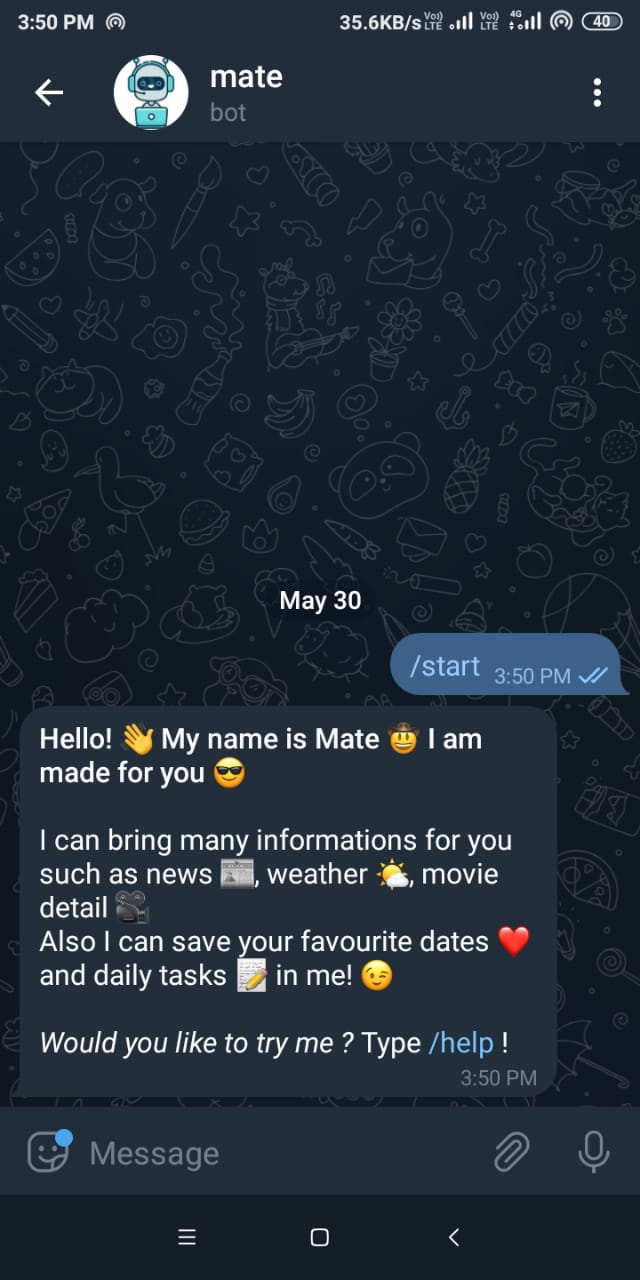 3:50 PM 35.6KB/s Vo) LTE Vo) LTE 4G 40
mate
bot
May 30
/start 3:50 PM
Hello! 👋 My name is Mate 🤠 I am
made for you 😎
I can bring many informations for you
such as news 📰, weather 🌤, movie
detail 🎥
Also I can save your favourite dates ❤️
and daily tasks 📝 in me! 😉
Would you like to try me ? Type /help !
3:50 PM
Message